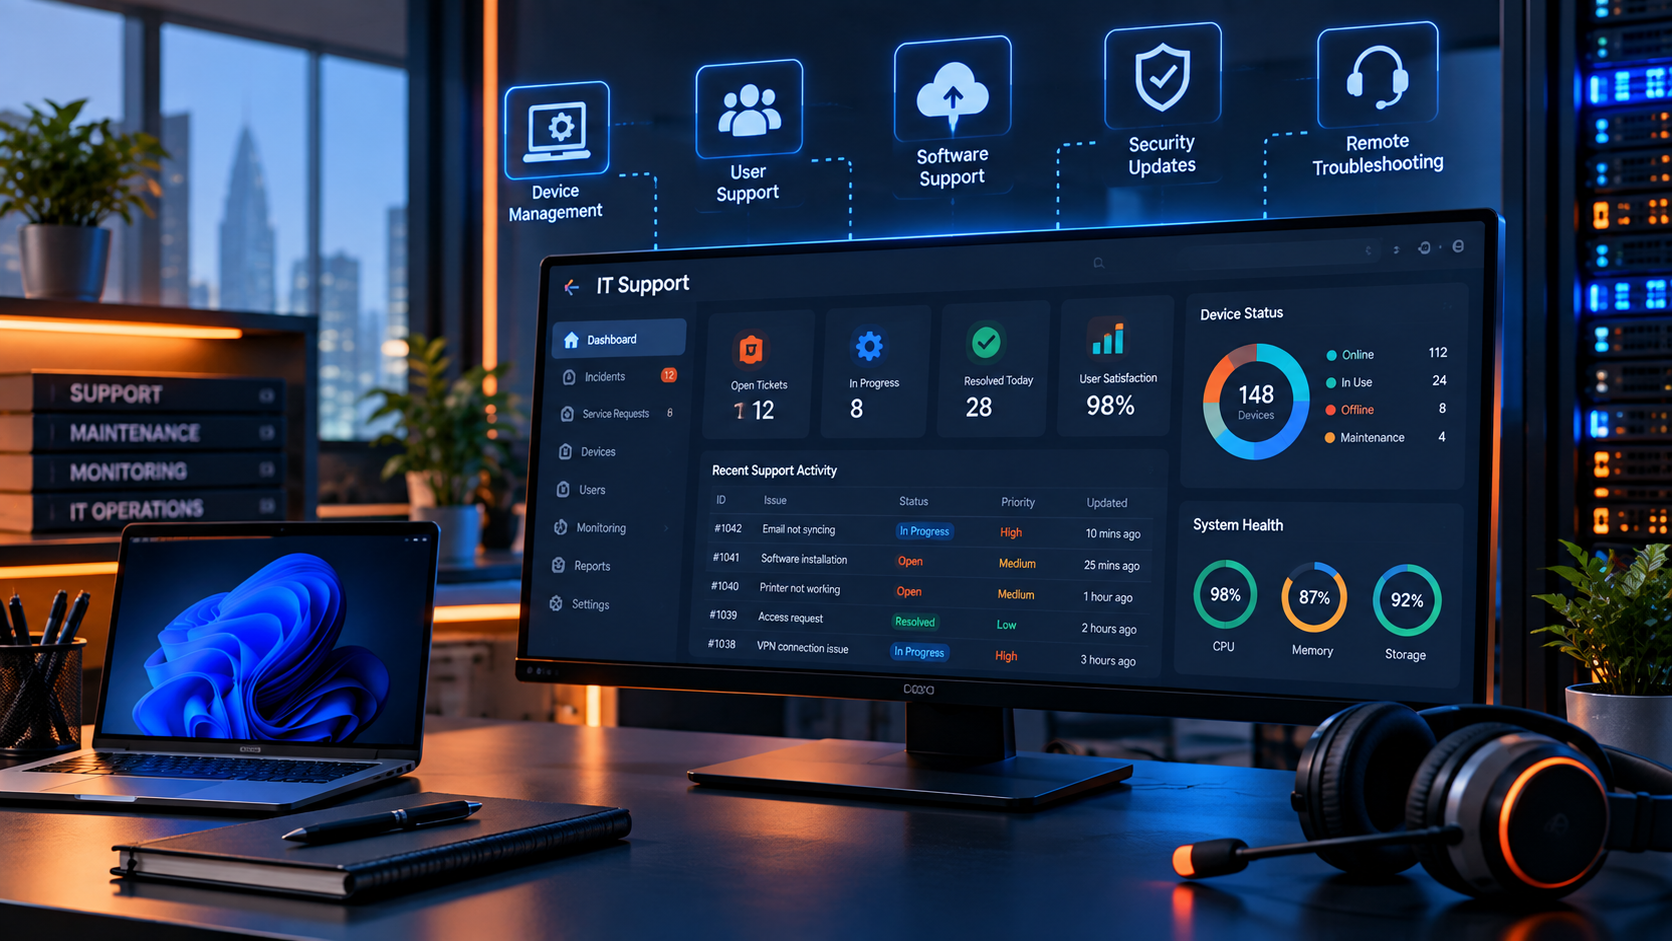 Device
Management
User
Support
Software
Support
Security
Updates
Remote
Troubleshooting
SUPPORT
MAINTENANCE
MONITORING
IT OPERATIONS
IT Support
Dashboard
Incidents 12
Service Requests 8
Devices
Users
Monitoring
Reports
Settings
Open Tickets
12
In Progress
8
Resolved Today
28
User Satisfaction
98%
Recent Support Activity
ID Issue Status Priority Updated
#1042 Email not syncing In Progress High 10 mins ago
#1041 Software installation Open Medium 25 mins ago
#1040 Printer not working Open Medium 1 hour ago
#1039 Access request Resolved Low 2 hours ago
#1038 VPN connection issue In Progress High 3 hours ago
Device Status
148
Devices
Online 112
In Use 24
Offline 8
Maintenance 4
System Health
98%
CPU
87%
Memory
92%
Storage